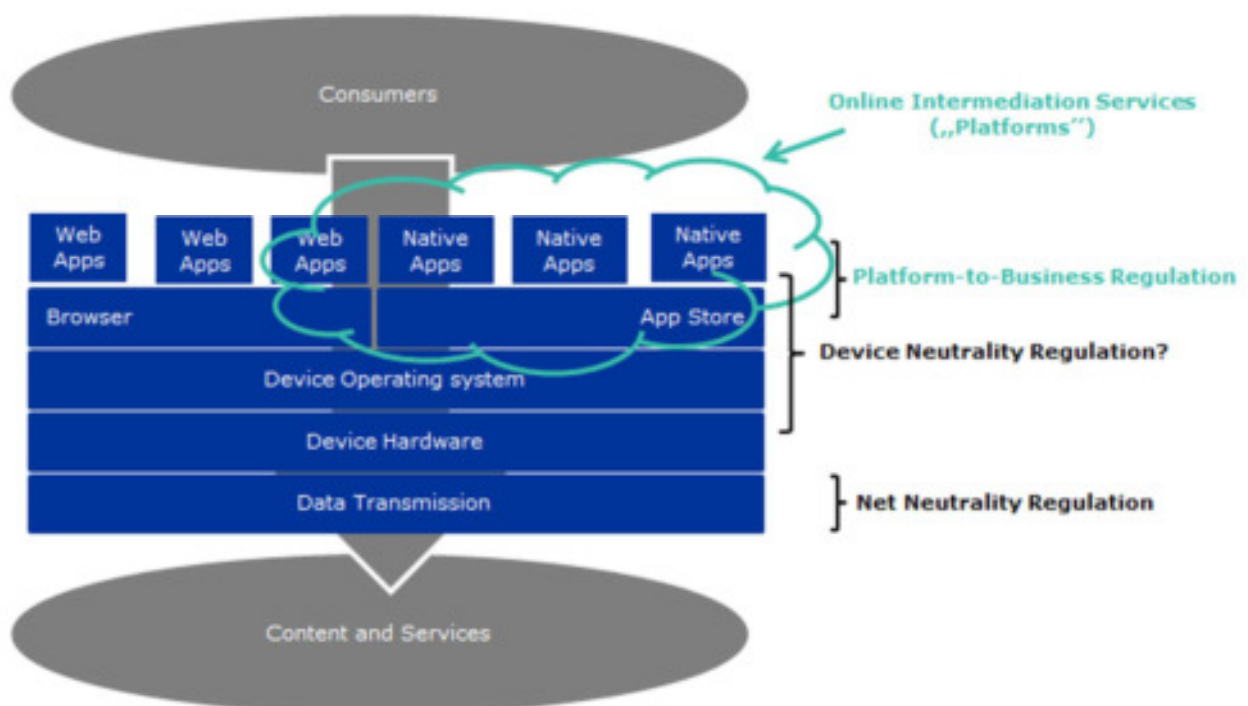 Consumers
Online Intermediation Services
(„Platforms”)
Web
Apps
Web
Apps
Web
Apps
Native
Apps
Native
Apps
Native
Apps
Platform-to-Business Regulation
Browser
App Store
Device Neutrality Regulation?
Device Operating system
Device Hardware
Data Transmission
Net Neutrality Regulation
Content and Services